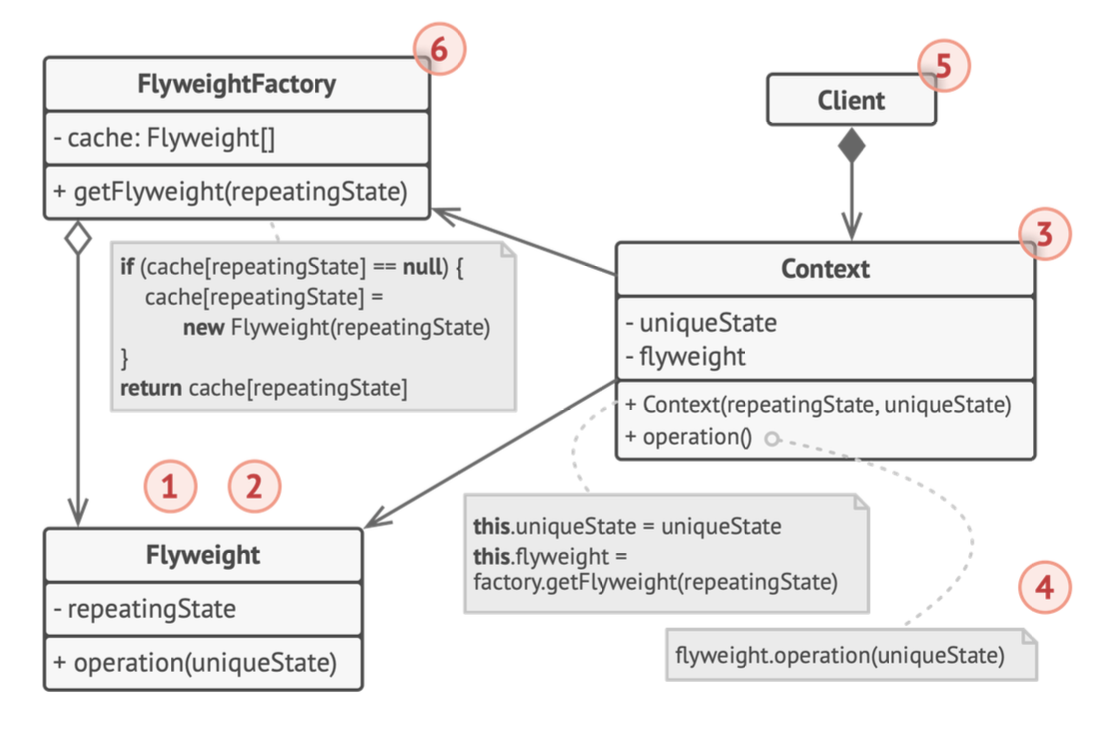 6
FlyweightFactory
- cache: Flyweight[]
+ getFlyweight(repeatingState)
if (cache[repeatingState] == null) {
cache[repeatingState] =
new Flyweight(repeatingState)
}
return cache[repeatingState]
5
Client
3
Context
- uniqueState
- flyweight
+ Context(repeatingState, uniqueState)
+ operation()
1
2
Flyweight
- repeatingState
+ operation(uniqueState)
this.uniqueState = uniqueState
this.flyweight =
factory.getFlyweight(repeatingState)
4
flyweight.operation(uniqueState)